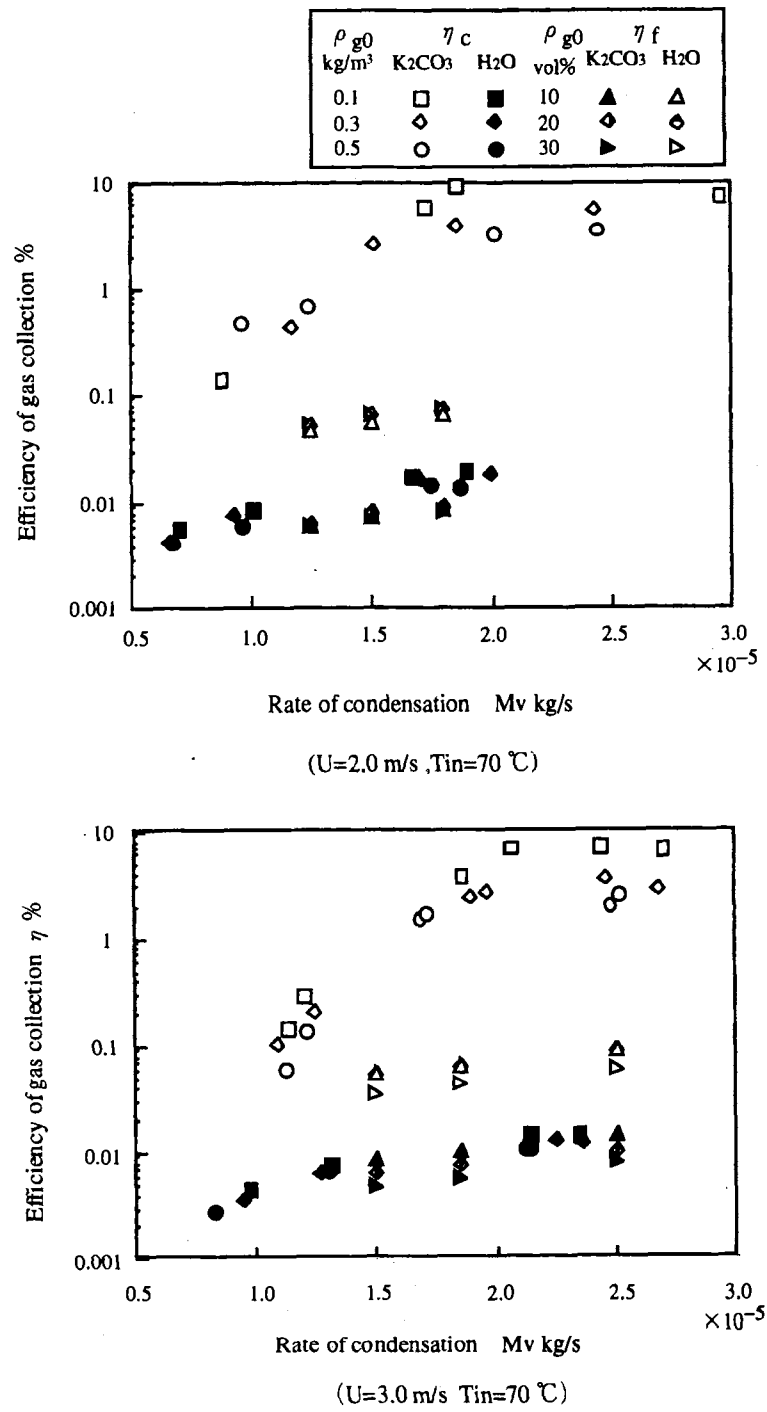 ρg0 ηc ρg0 ηf
kg/m³ K2CO3 H2O vol% K2CO3 H2O
0.1 □ ■ 10 ▲ △
0.3 ◇ ◆ 20
0.5 ○ ● 30 ▶ ▷
10
1
0.1
0.01
0.001
Efficiency of gas collection %
0.5 1.0 1.5 2.0 2.5 3.0
×10⁻⁵
Rate of condensation Mv kg/s
(U=2.0 m/s ,Tin=70 ℃)
10
1
0.1
0.01
0.001
Efficiency of gas collection η %
0.5 1.0 1.5 2.0 2.5 3.0
×10⁻⁵
Rate of condensation Mv kg/s
(U=3.0 m/s Tin=70 ℃)